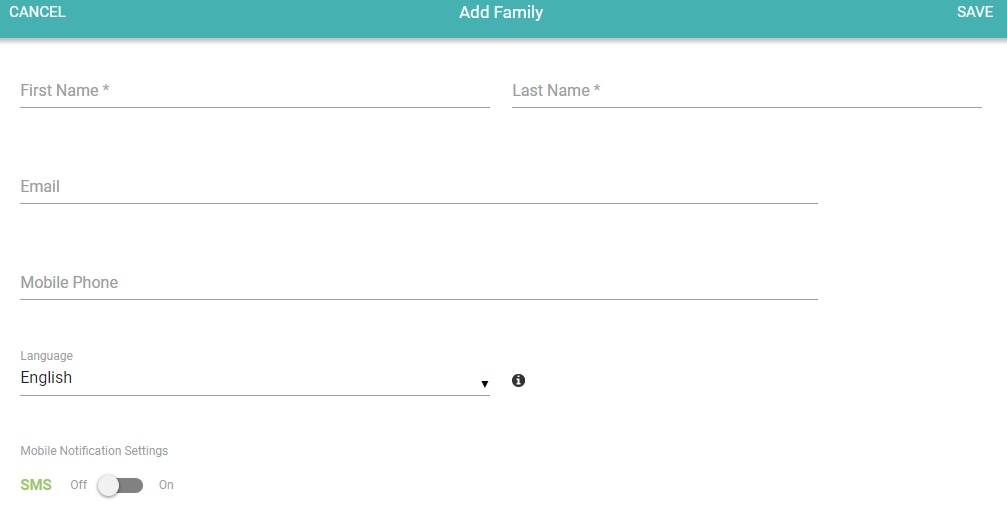 CANCEL Add Family SAVE
First Name * Last Name *
Email
Mobile Phone
Language
English
Mobile Notification Settings
SMS Off On